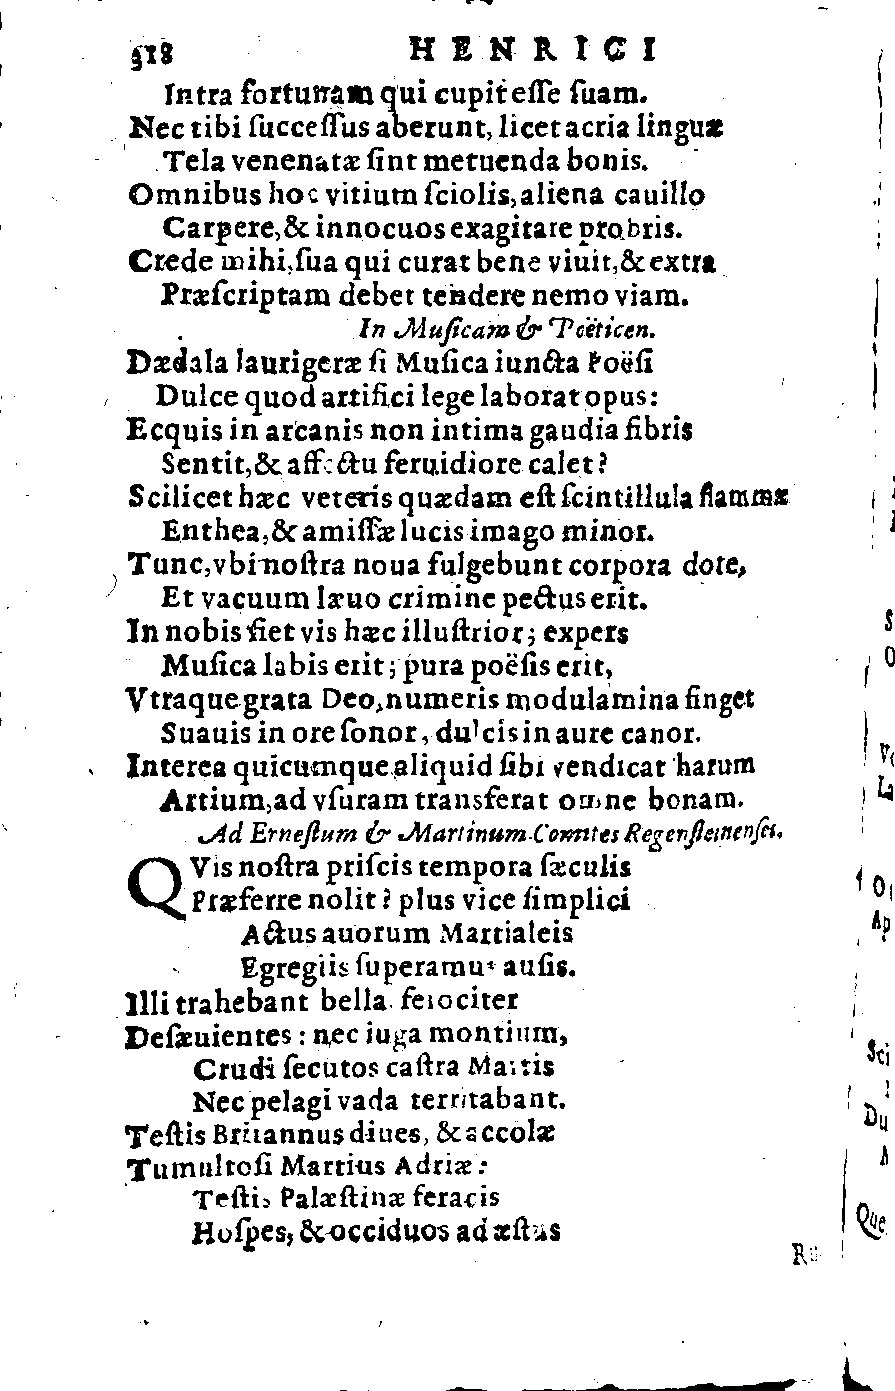 518 HENRICI
Intra fortunam qui cupit eſſe ſuam.
Nec tibi ſucceſſus aberunt, licet acria linguæ
Tela venenatæ ſint metuenda bonis.
Omnibus hoc vitium ſciolis, aliena cauillo
Carpere, & innocuos exagitare probris.
Crede mihi, ſua qui curat bene viuit, & extra
Præſcriptam debet tendere nemo viam.
In Muſicam & Poëticen.
Dædala laurigeræ ſi Muſica iuncta Poëſi
Dulce quod artifici lege laborat opus:
Ecquis in arcanis non intima gaudia fibris
Sentit, & affectu feruidiore calet?
Scilicet hæc veteris quædam eſt ſcintillula flammæ
Enthea, & amiſſæ lucis imago minor.
Tunc, vbi noſtra noua fulgebunt corpora dote,
Et vacuum læuo crimine pectus erit.
In nobis fiet vis hæc illuſtrior; expers
Muſica labis erit; pura poëſis erit,
Vtraque grata Deo, numeris modulamina finget
Suauis in ore ſonor, dulcis in aure canor.
Interea quicumque aliquid ſibi vendicat harum
Artium, ad vſuram transferat omne bonam.
Ad Erneſtum & Martinum Comites Regenſteinenſes.
QVis noſtra priſcis tempora ſæculis
Præferre nolit? plus vice ſimplici
Actus auorum Martialeis
Egregiis ſuperamus auſis.
Illi trahebant bella ferociter
Deſæuientes: nec iuga montium,
Crudi ſecutos caſtra Martis
Nec pelagi vada territabant.
Teſtis Britannus diues, & accolæ
Tumultoſi Martius Adriæ:
Teſtis Palæſtinæ feracis
Hoſpes, & occiduos ad æſtus